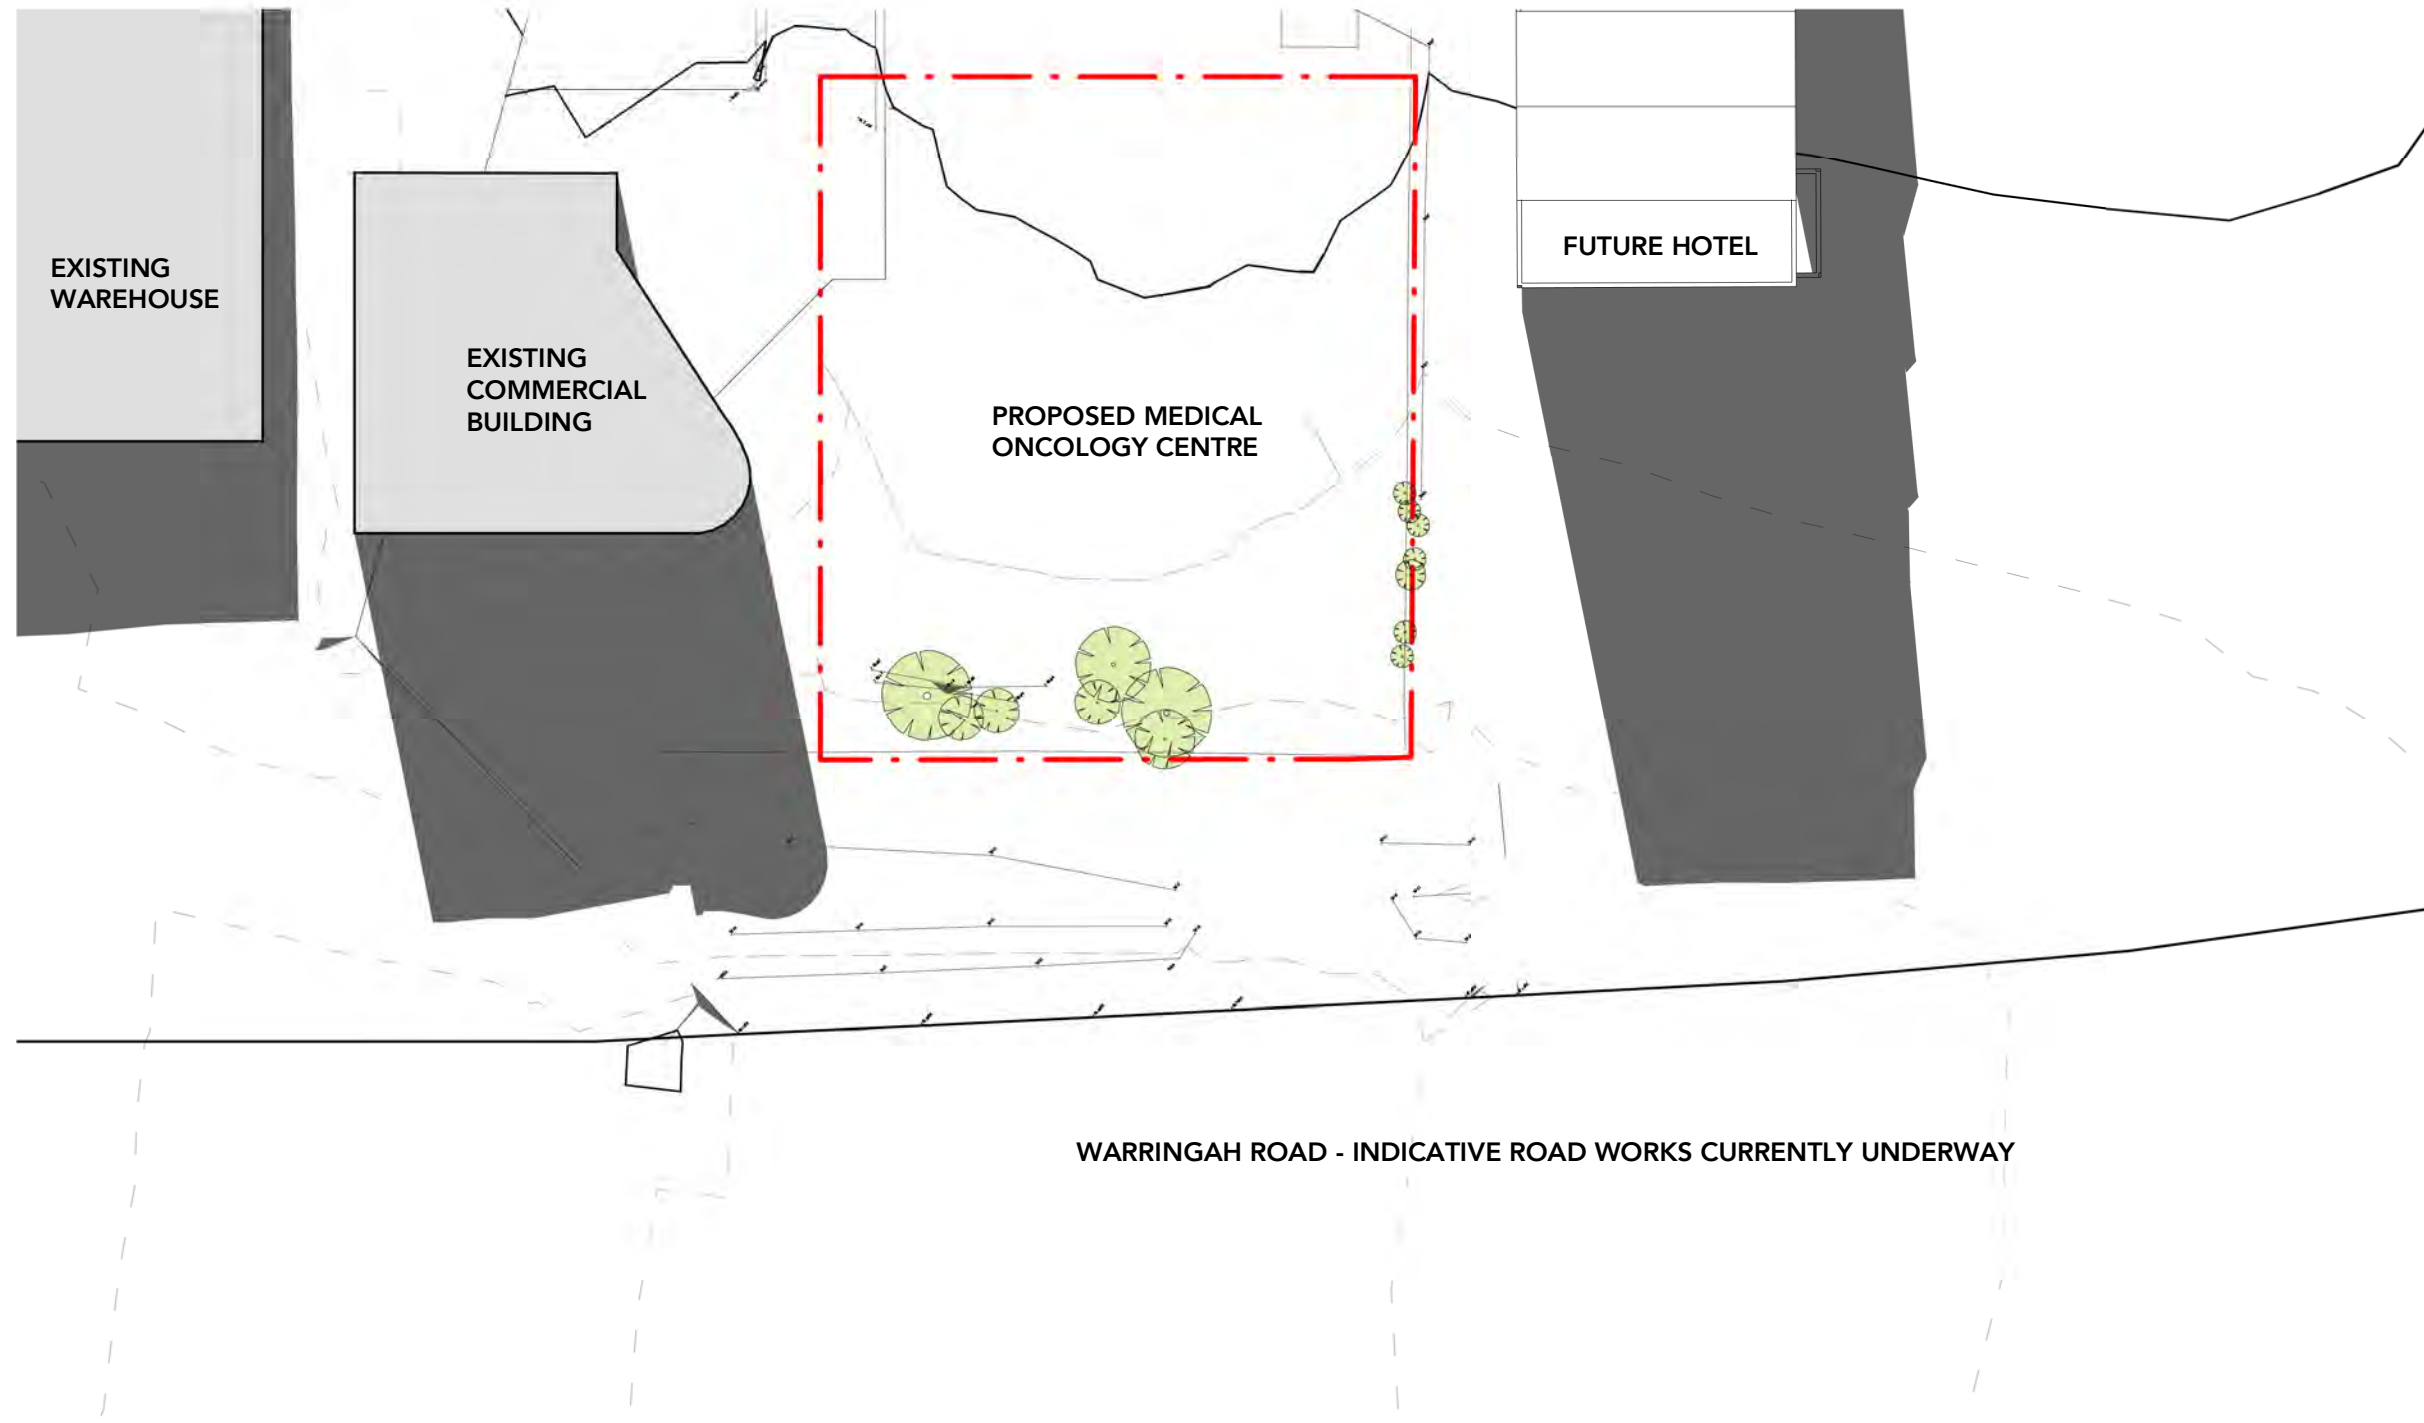 EXISTING
WAREHOUSE
EXISTING
COMMERCIAL
BUILDING
PROPOSED MEDICAL
ONCOLOGY CENTRE
FUTURE HOTEL
WARRINGAH ROAD - INDICATIVE ROAD WORKS CURRENTLY UNDERWAY